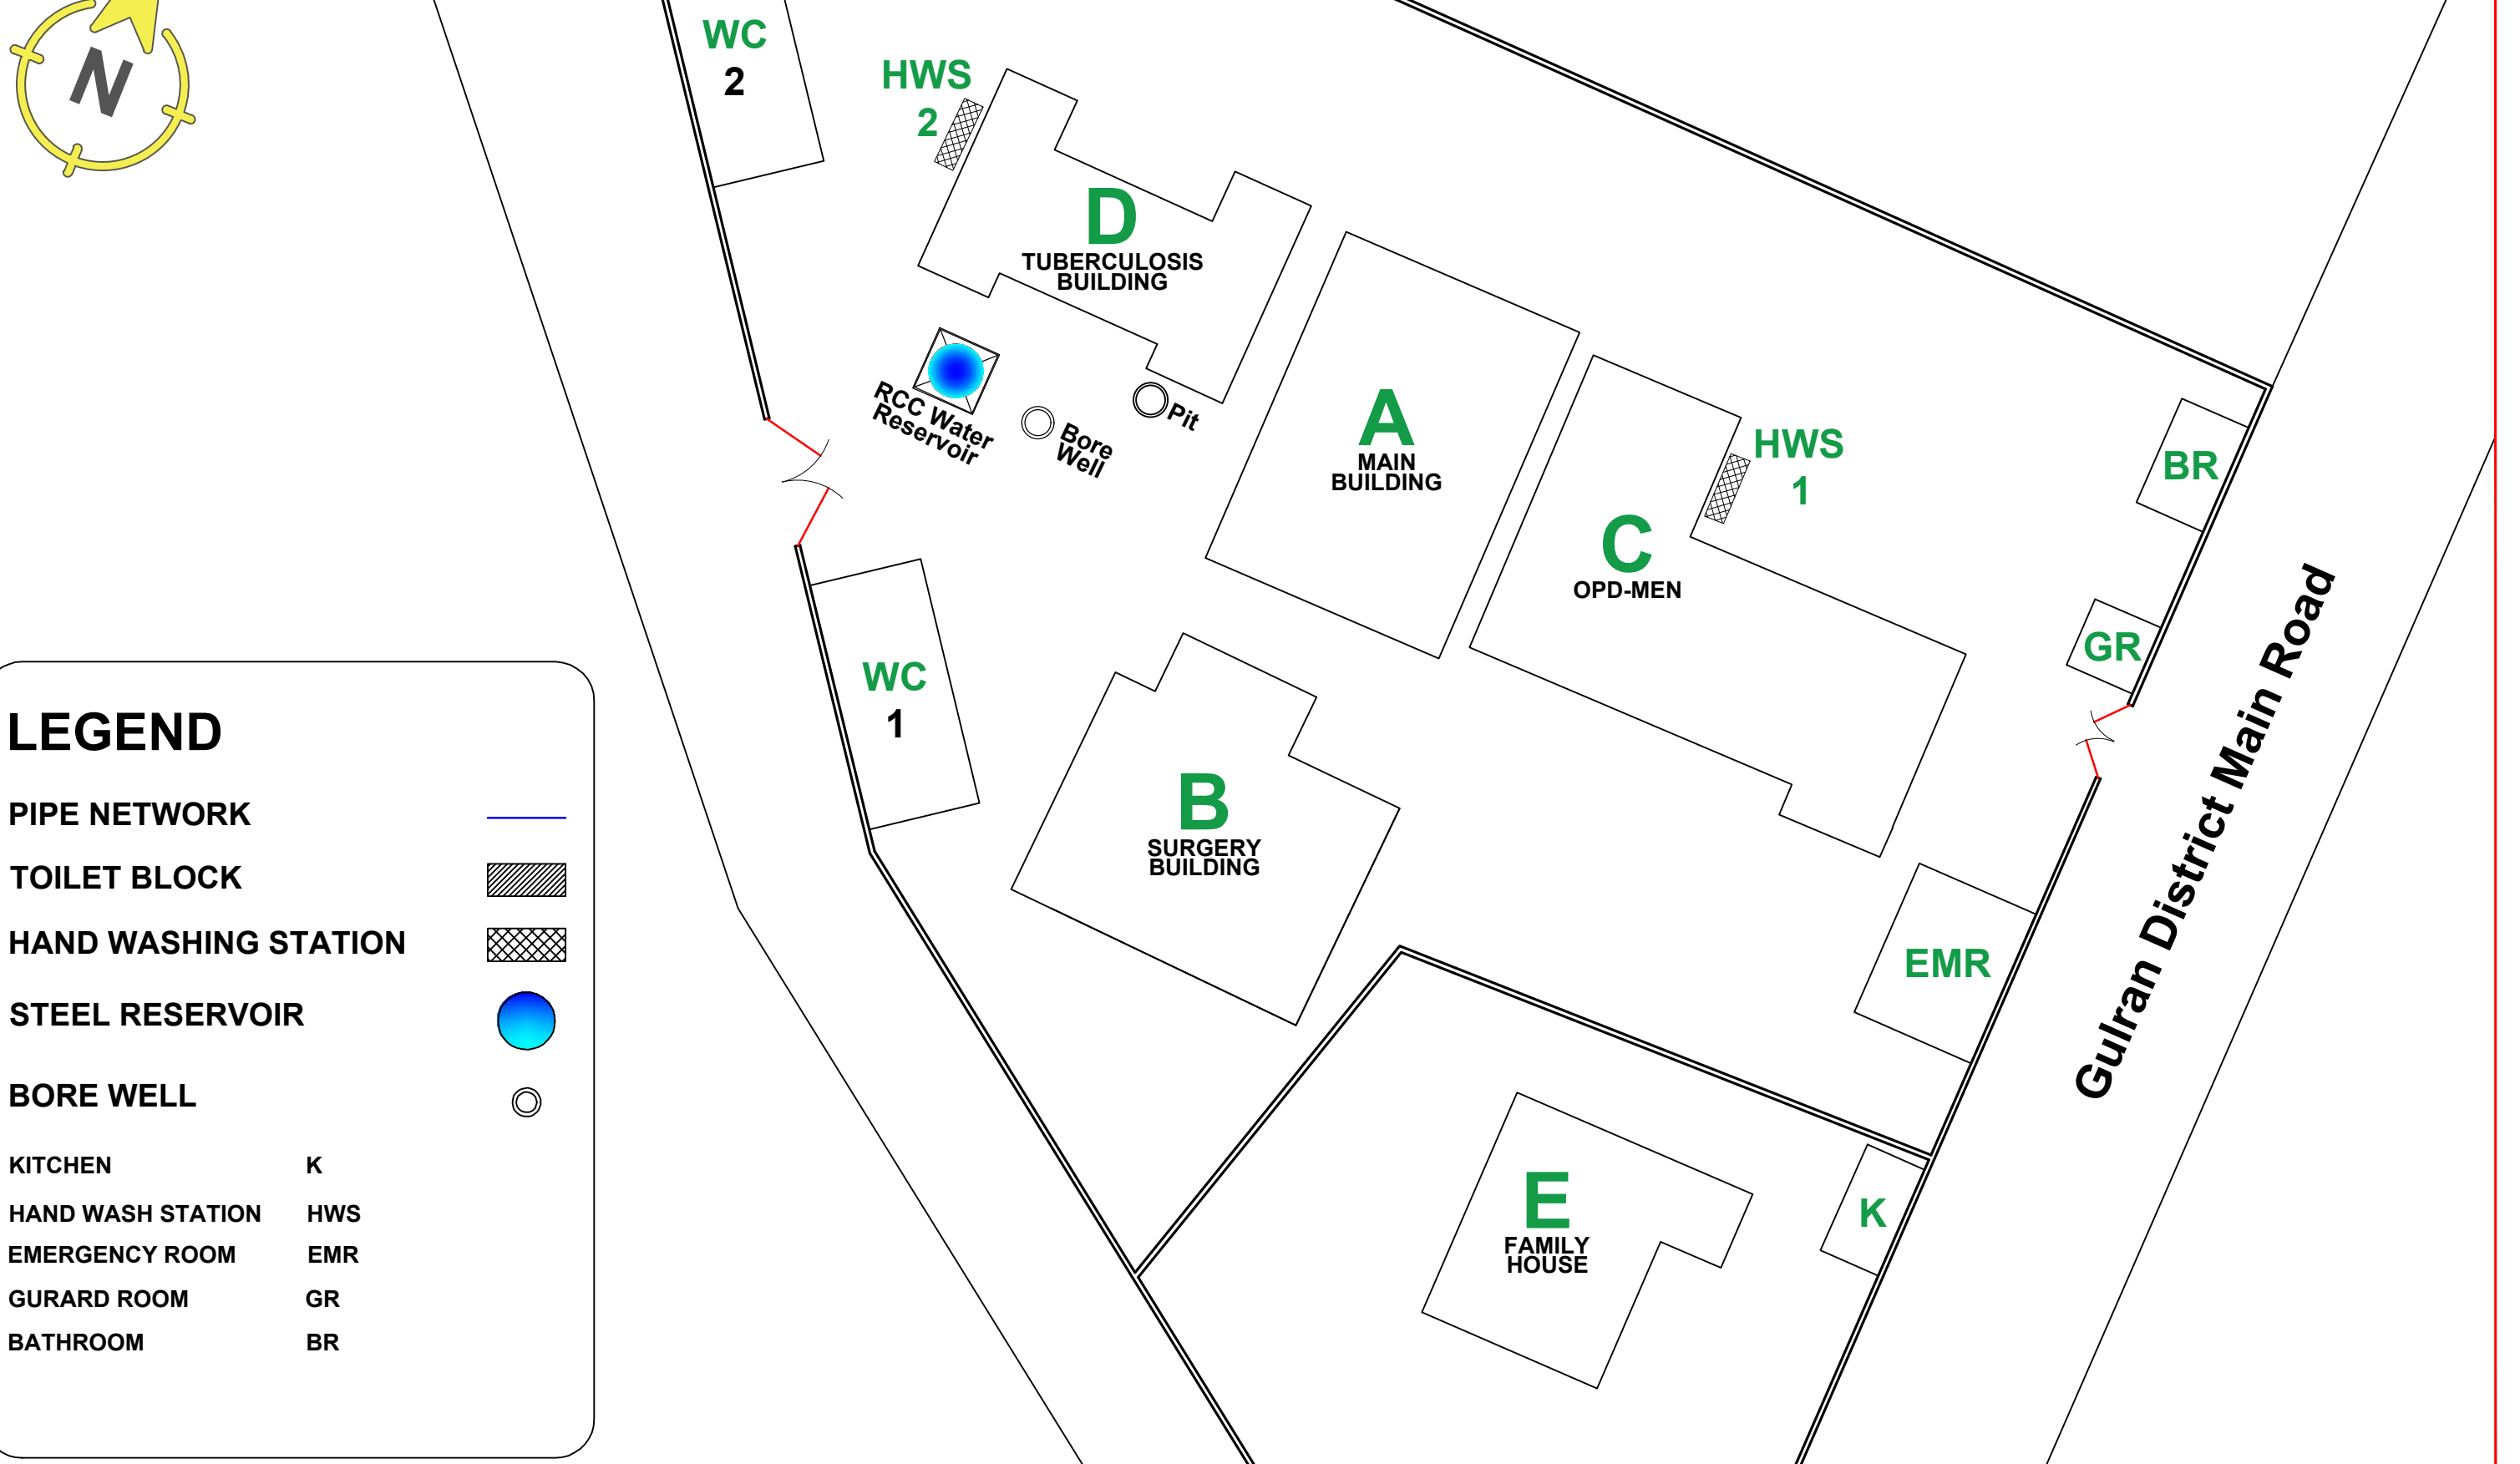 N
WC
2
HWS
2
D
TUBERCULOSIS
BUILDING
RCC Water
Reservoir
Bore
Well
Pit
A
MAIN
BUILDING
C
OPD-MEN
HWS
1
BR
GR
WC
1
B
SURGERY
BUILDING
EMR
Gulran District Main Road
E
FAMILY
HOUSE
K
LEGEND
PIPE NETWORK
TOILET BLOCK
HAND WASHING STATION
STEEL RESERVOIR
BORE WELL
KITCHEN K
HAND WASH STATION HWS
EMERGENCY ROOM EMR
GURARD ROOM GR
BATHROOM BR